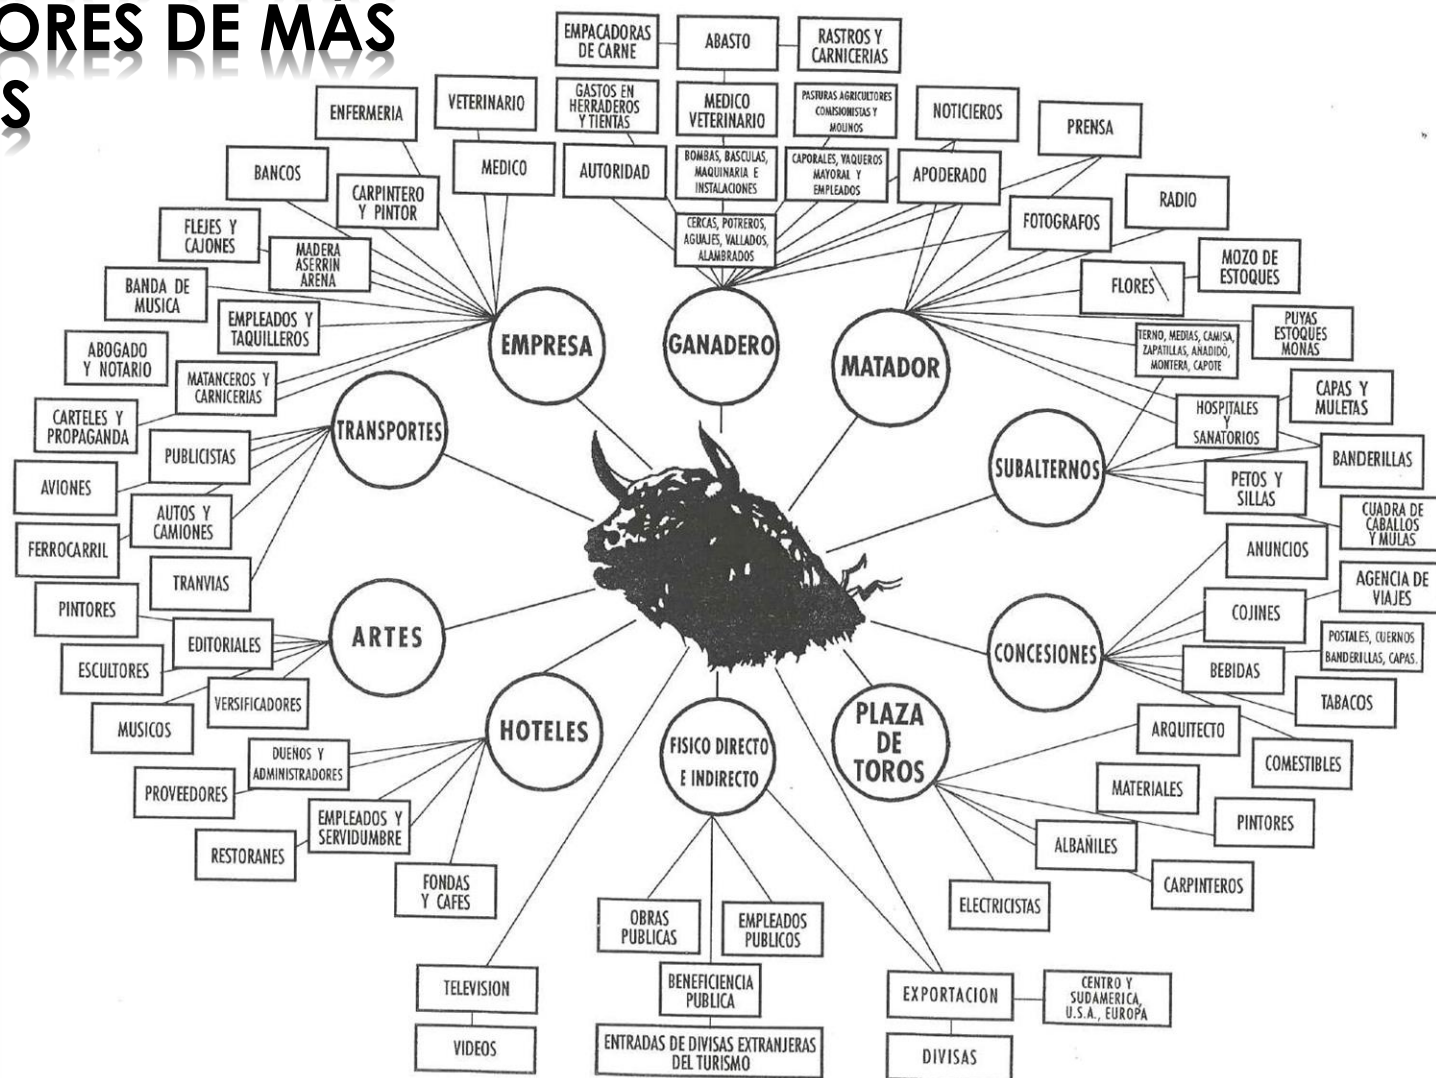 ORES DE MÁS
S
EMPACADORAS
DE CARNE
ABASTO
RASTROS Y
CARNICERIAS
ENFERMERIA
VETERINARIO
GASTOS EN
HERRADEROS
Y TIENTAS
MEDICO
VETERINARIO
PASTURAS AGRICULTORES
COMISIONISTAS Y
MOLINOS
NOTICIEROS
PRENSA
BANCOS
CARPINTERO
Y PINTOR
MEDICO
AUTORIDAD
BOMBAS, BASCULAS,
MAQUINARIA E
INSTALACIONES
CAPORALES, VAQUEROS
MAYORAL Y
EMPLEADOS
APODERADO
RADIO
FLEJES Y
CAJONES
MADERA
ASERRIN
ARENA
CERCAS, POTREROS,
AGUAJES, VALLADOS,
ALAMBRADOS
FOTOGRAFOS
MOZO DE
ESTOQUES
BANDA DE
MUSICA
EMPLEADOS Y
TAQUILLEROS
FLORES
PUYAS
ESTOQUES
MONAS
ABOGADO
Y NOTARIO
MATANCEROS Y
CARNICERIAS
EMPRESA
GANADERO
MATADOR
TERNO, MEDIAS, CAMISA,
ZAPATILLAS, AÑADIDO,
MONTERA, CAPOTE
CAPAS Y
MULETAS
CARTELES Y
PROPAGANDA
PUBLICISTAS
TRANSPORTES
SUBALTERNOS
HOSPITALES
Y
SANATORIOS
BANDERILLAS
AVIONES
AUTOS Y
CAMIONES
PETOS Y
SILLAS
CUADRA DE
CABALLOS
Y MULAS
FERROCARRIL
TRANVIAS
ANUNCIOS
AGENCIA DE
VIAJES
PINTORES
EDITORIALES
ARTES
CONCESIONES
COJINES
POSTALES, CUERNOS
BANDERILLAS, CAPAS.
ESCULTORES
VERSIFICADORES
BEBIDAS
TABACOS
MUSICOS
HOTELES
FISICO DIRECTO
E INDIRECTO
PLAZA
DE
TOROS
ARQUITECTO
COMESTIBLES
DUEÑOS Y
ADMINISTRADORES
PROVEEDORES
MATERIALES
PINTORES
EMPLEADOS Y
SERVIDUMBRE
RESTORANES
ALBAÑILES
CARPINTEROS
FONDAS
Y CAFES
OBRAS
PUBLICAS
EMPLEADOS
PUBLICOS
ELECTRICISTAS
TELEVISION
BENEFICIENCIA
PUBLICA
EXPORTACION
CENTRO Y
SUDAMERICA,
U.S.A., EUROPA
VIDEOS
ENTRADAS DE DIVISAS EXTRANJERAS
DEL TURISMO
DIVISAS